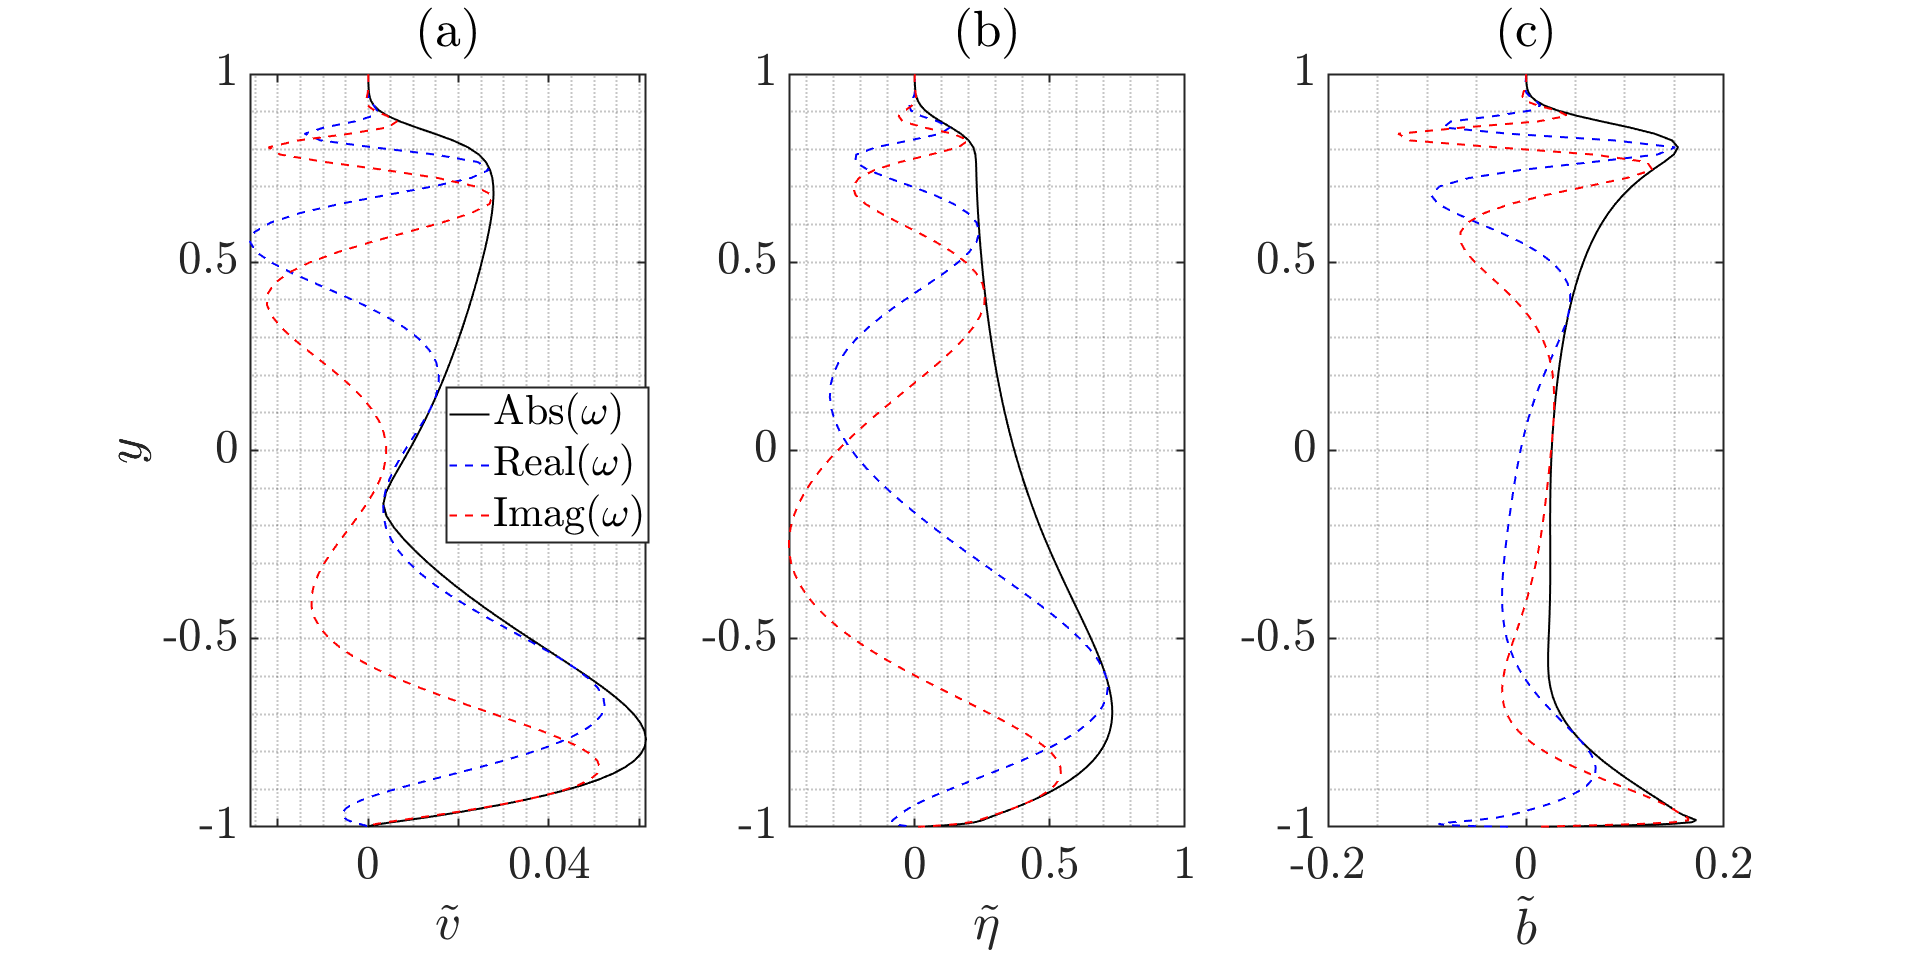 (a) (b) (c)
1 1 1
0.5 0.5 0.5
y 0 0 0
Abs(ω)
Real(ω)
Imag(ω)
-0.5 -0.5 -0.5
-1 -1 -1
0 0.04 0 0.5 1 -0.2 0 0.2
ṽ η̃ b̃